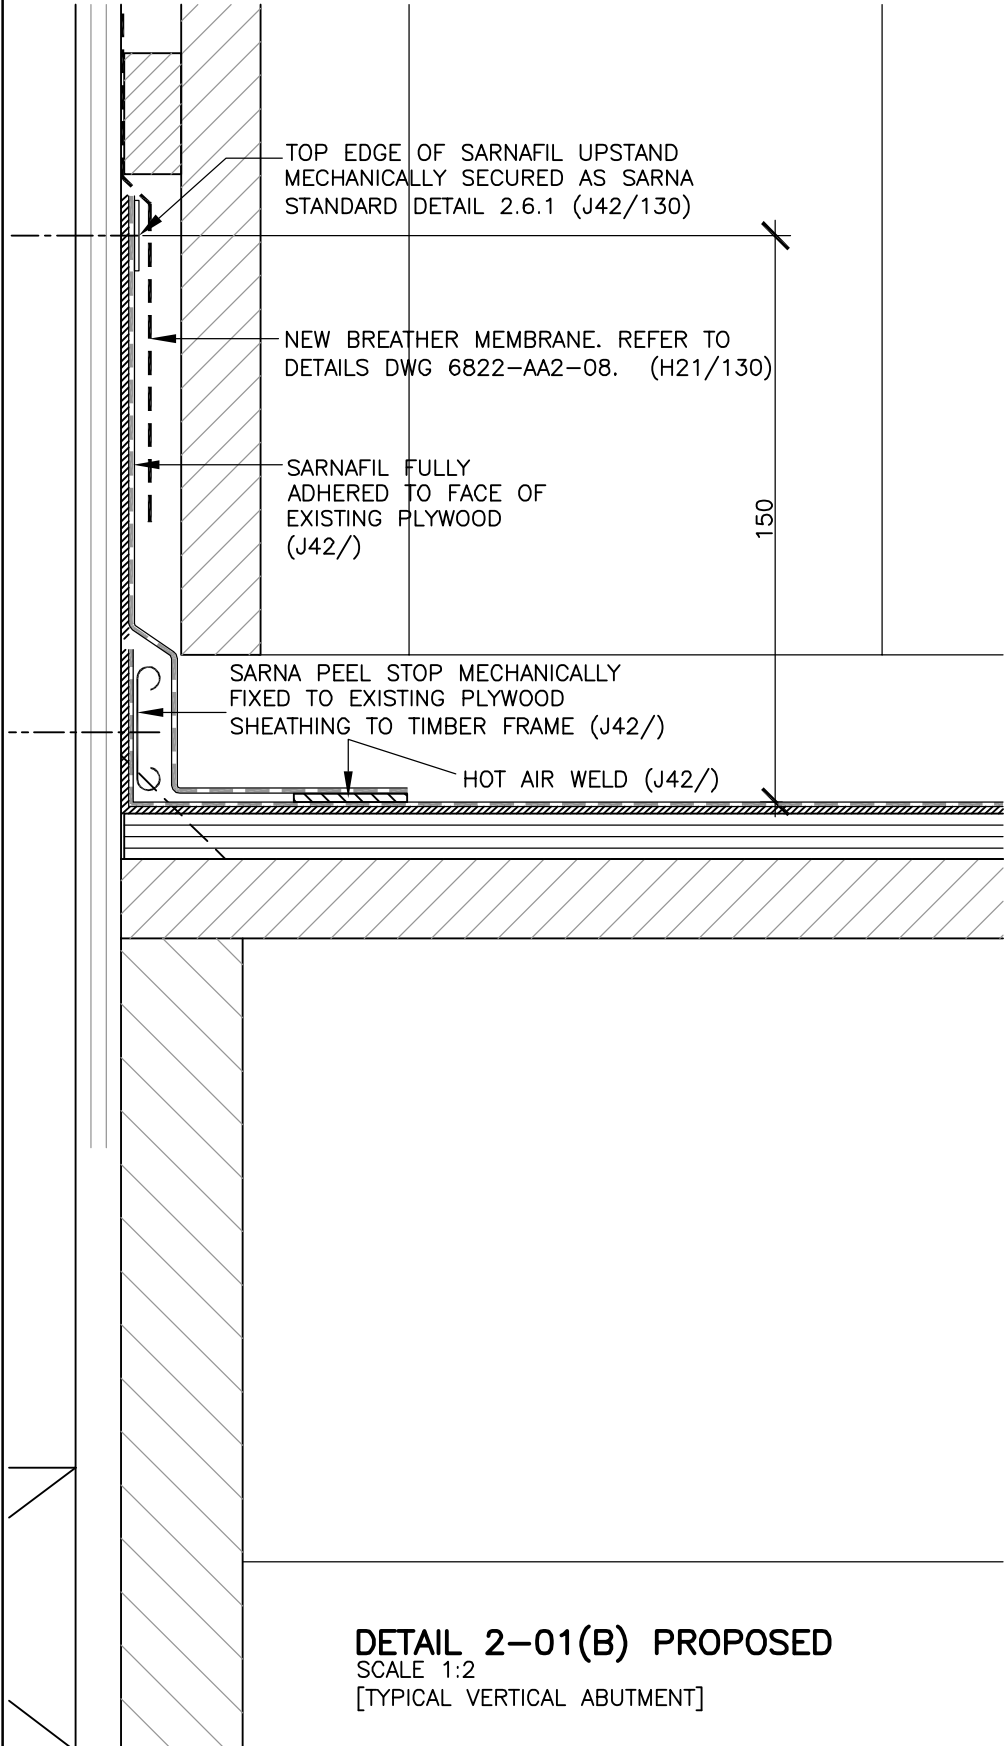 TOP EDGE OF SARNAFIL UPSTAND
MECHANICALLY SECURED AS SARNA
STANDARD DETAIL 2.6.1 (J42/130)
NEW BREATHER MEMBRANE. REFER TO
DETAILS DWG 6822-AA2-08. (H21/130)
SARNAFIL FULLY
ADHERED TO FACE OF
EXISTING PLYWOOD
(J42/)
150
SARNA PEEL STOP MECHANICALLY
FIXED TO EXISTING PLYWOOD
SHEATHING TO TIMBER FRAME (J42/)
HOT AIR WELD (J42/)
DETAIL 2-01(B) PROPOSED
SCALE 1:2
[TYPICAL VERTICAL ABUTMENT]